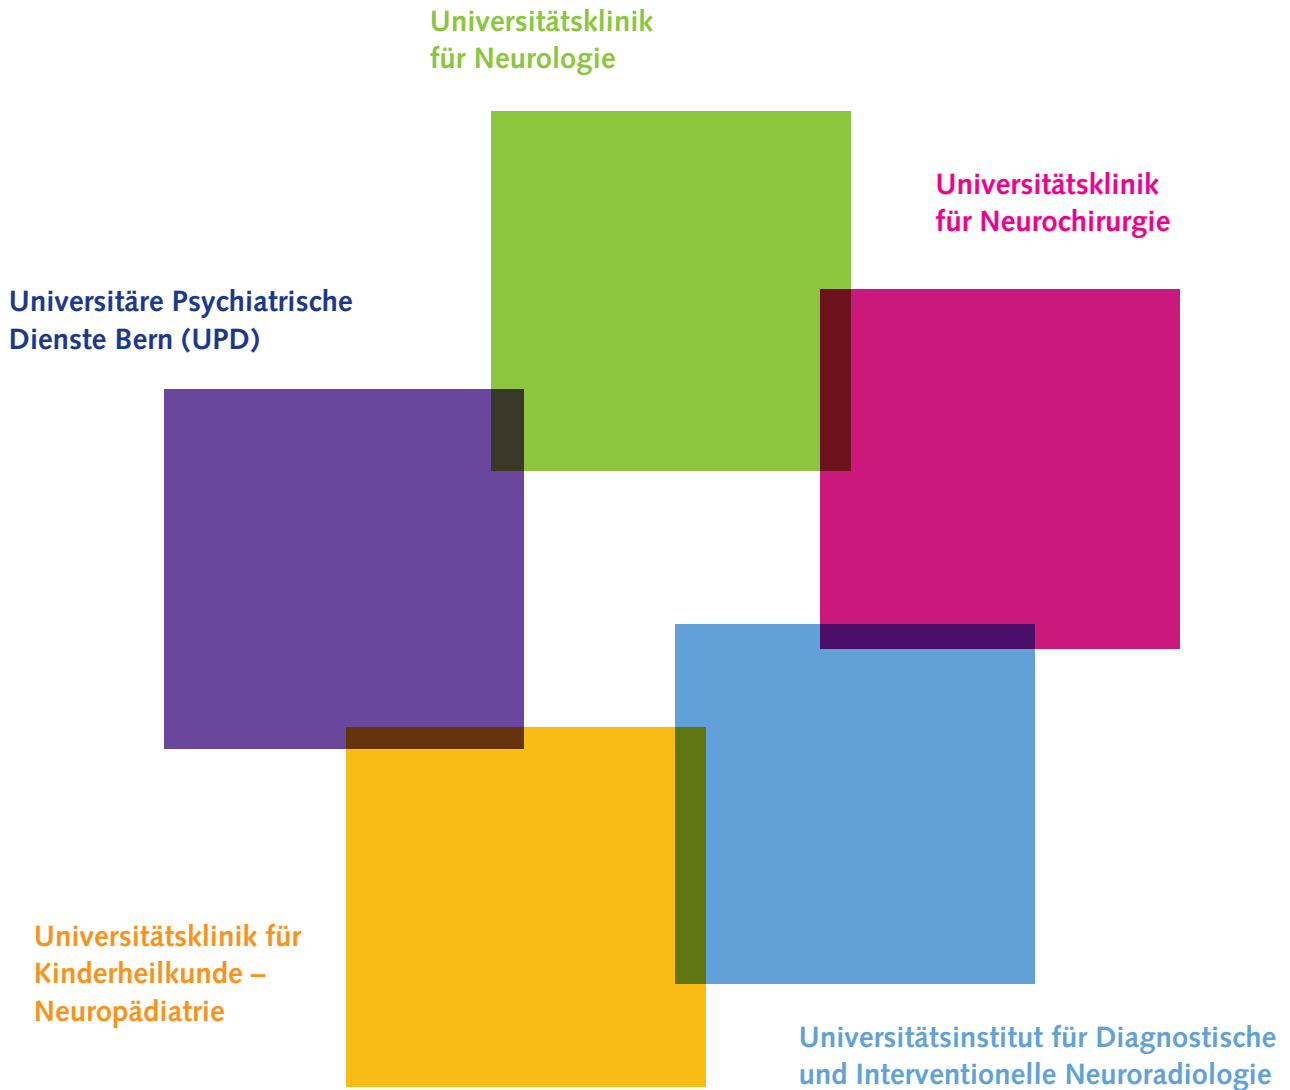 Universitätsklinik
für Neurologie
Universitätsklinik
für Neurochirurgie
Universitäre Psychiatrische
Dienste Bern (UPD)
Universitätsklinik für
Kinderheilkunde –
Neuropädiatrie
Universitätsinstitut für Diagnostische
und Interventionelle Neuroradiologie